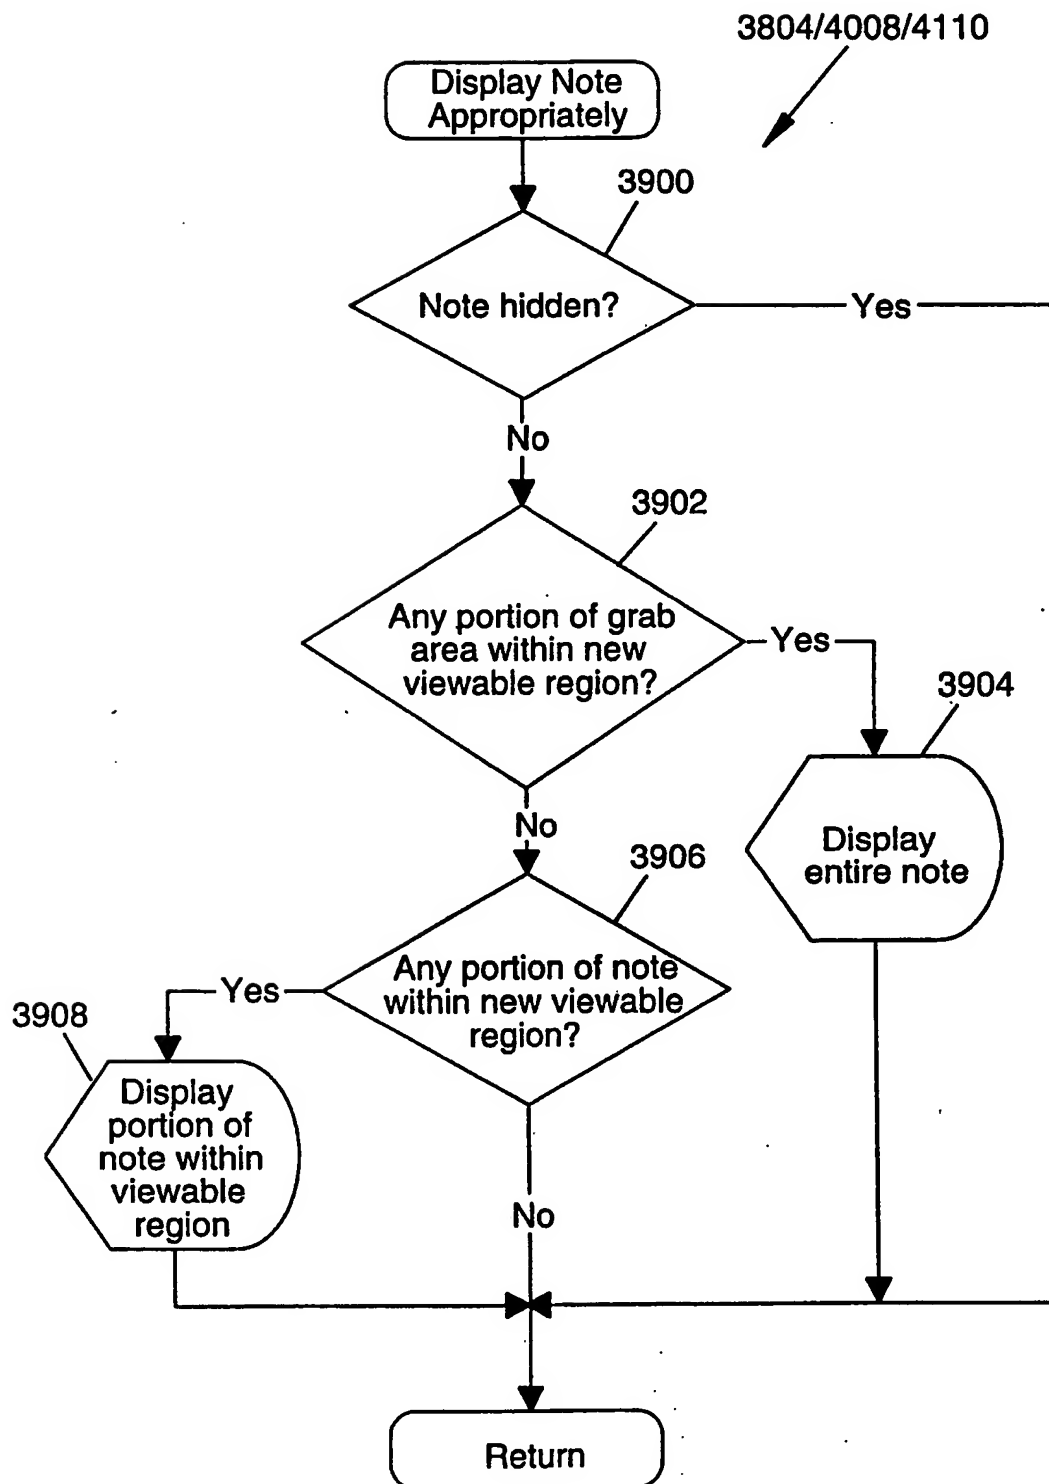 3804/4008/4110
Display Note
Appropriately
3900
Note hidden?
Yes
No
3902
Any portion of grab
area within new
viewable region?
Yes
3904
Display
entire note
No
3906
Any portion of note
within new viewable
region?
Yes
3908
Display
portion of
note within
viewable
region
No
Return